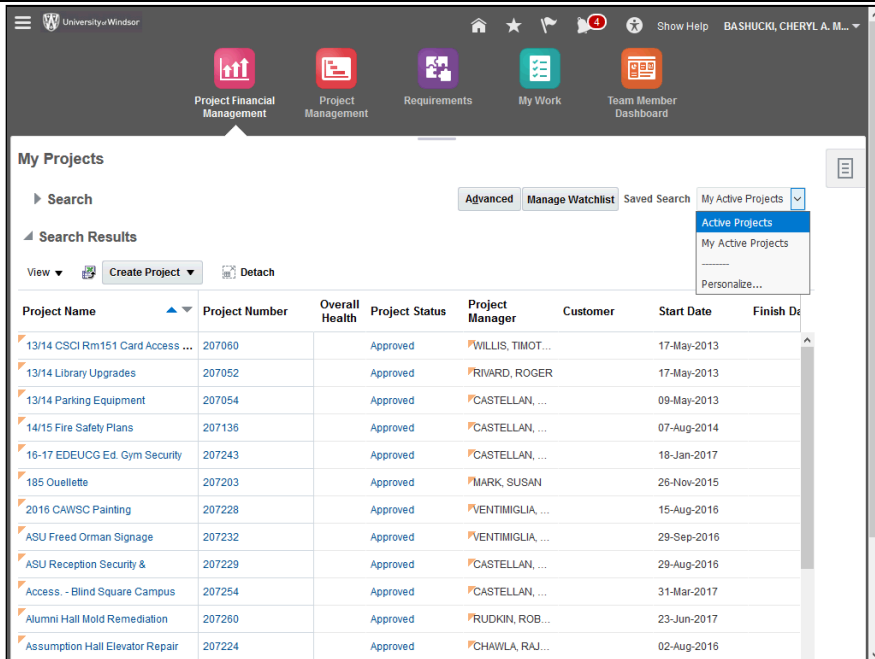 University of Windsor
4
Show Help
BASHUCKI, CHERYL A. M...
Project Financial Management
Project Management
Requirements
My Work
Team Member Dashboard
My Projects
Search
Advanced Manage Watchlist Saved Search My Active Projects
Active Projects
My Active Projects
--------
Personalize...
Search Results
View Create Project Detach
Project Name Project Number Overall Health Project Status Project Manager Customer Start Date Finish Da
13/14 CSCI Rm151 Card Access ... 207060 Approved WILLIS, TIMOT... 17-May-2013
13/14 Library Upgrades 207052 Approved RIVARD, ROGER 17-May-2013
13/14 Parking Equipment 207054 Approved CASTELLAN, ... 09-May-2013
14/15 Fire Safety Plans 207136 Approved CASTELLAN, ... 07-Aug-2014
16-17 EDEUCG Ed. Gym Security 207243 Approved CASTELLAN, ... 18-Jan-2017
185 Ouellette 207203 Approved MARK, SUSAN 26-Nov-2015
2016 CAWSC Painting 207228 Approved VENTIMIGLIA, ... 15-Aug-2016
ASU Freed Orman Signage 207232 Approved VENTIMIGLIA, ... 29-Sep-2016
ASU Reception Security & 207229 Approved CASTELLAN, ... 29-Aug-2016
Access. - Blind Square Campus 207254 Approved CASTELLAN, ... 31-Mar-2017
Alumni Hall Mold Remediation 207260 Approved RUDKIN, ROB... 23-Jun-2017
Assumption Hall Elevator Repair 207224 Approved CHAWLA, RAJ... 02-Aug-2016